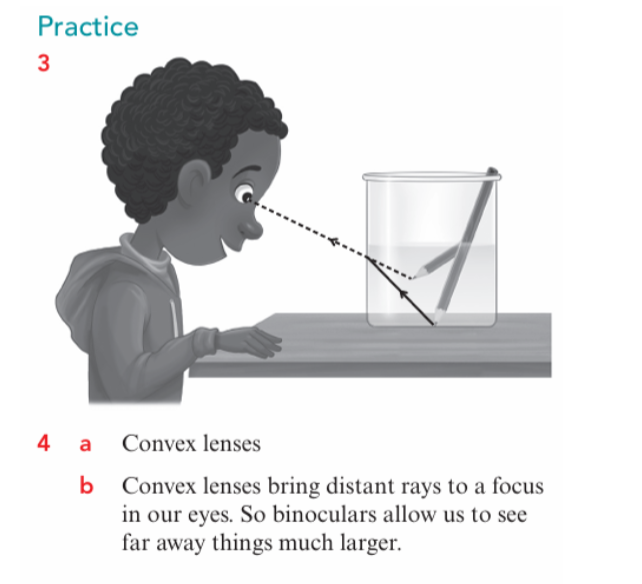 Practice
3
4 a Convex lenses
b Convex lenses bring distant rays to a focus
in our eyes. So binoculars allow us to see
far away things much larger.